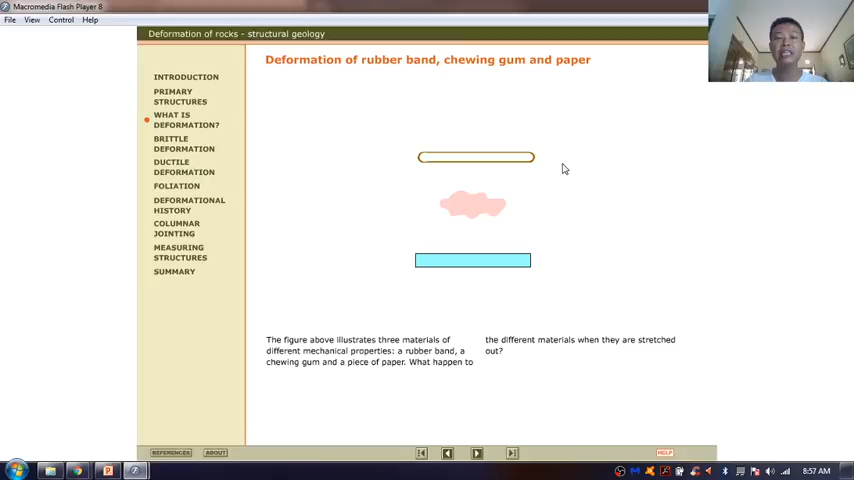 Macromedia Flash Player 8
File View Control Help
Deformation of rocks - structural geology
Deformation of rubber band, chewing gum and paper
INTRODUCTION
PRIMARY
STRUCTURES
WHAT IS
DEFORMATION?
BRITTLE
DEFORMATION
DUCTILE
DEFORMATION
FOLIATION
DEFORMATIONAL
HISTORY
COLUMNAR
JOINTING
MEASURING
STRUCTURES
SUMMARY
The figure above illustrates three materials of
different mechanical properties: a rubber band, a
chewing gum and a piece of paper. What happen to
the different materials when they are stretched
out?
REFERENCES ABOUT HELP
8:57 AM